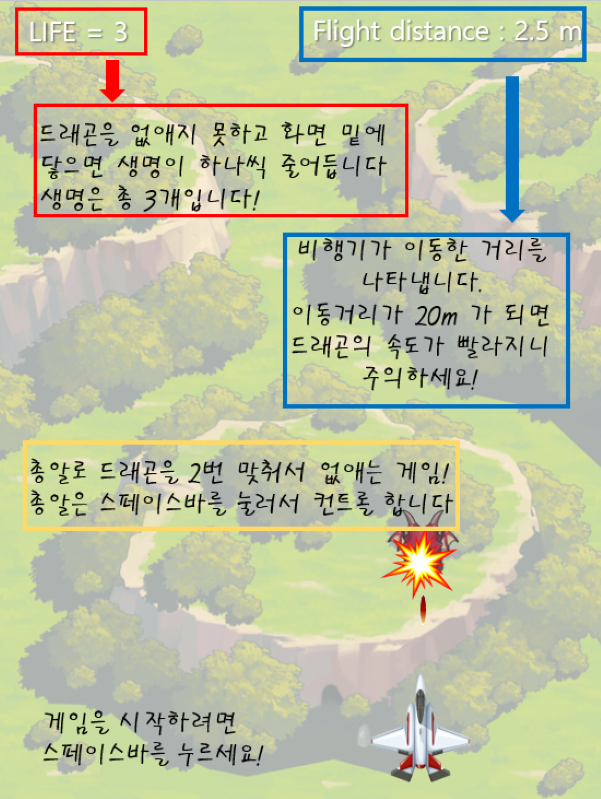 LIFE = 3
Flight distance : 2.5 m
드래곤을 없애지 못하고 화면 밑에
닿으면 생명이 하나씩 줄어듭니다
생명은 총 3개입니다!
비행기가 이동한 거리를
나타냅니다.
이동거리가 20m 가 되면
드래곤의 속도가 빨라지니
주의하세요!
총알로 드래곤을 2번 맞춰서 없애는 게임!
총알은 스페이스바를 눌러서 컨트롤 합니다
게임을 시작하려면
스페이스바를 누르세요!